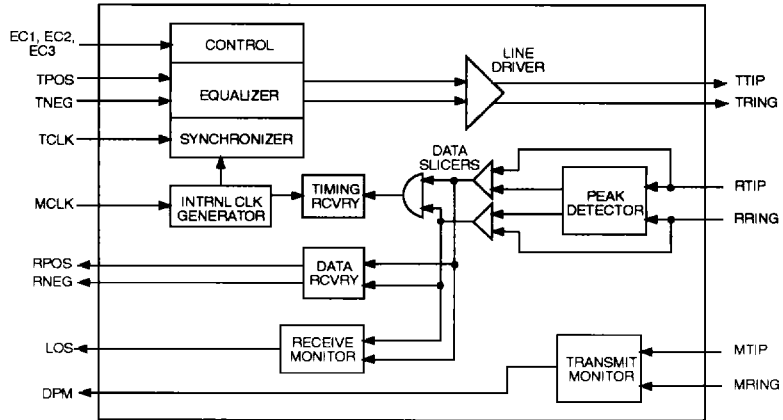 EC1, EC2,
EC3
TPOS
TNEG
TCLK
MCLK
RPOS
RNEG
LOS
DPM
CONTROL
EQUALIZER
SYNCHRONIZER
INTRNL CLK
GENERATOR
TIMING
RCVRY
DATA
RCVRY
RECEIVE
MONITOR
LINE
DRIVER
DATA
SLICERS
PEAK
DETECTOR
TRANSMIT
MONITOR
TTIP
TRING
RTIP
RRING
MTIP
MRING